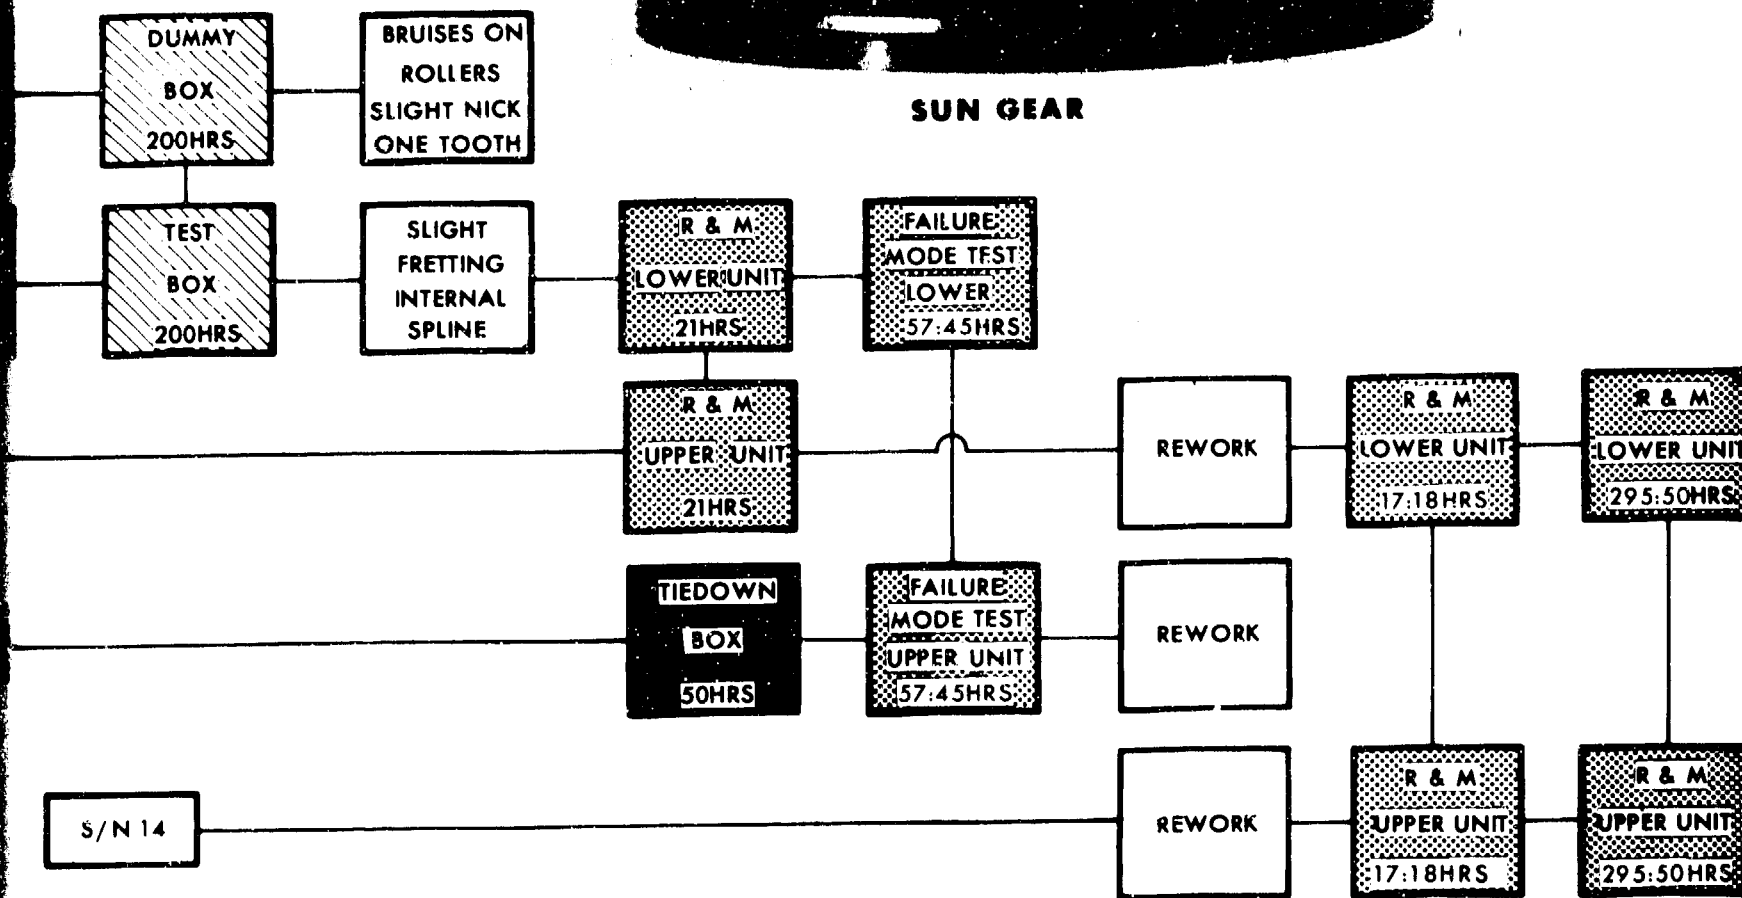 DUMMY
BOX
200HRS
BRUISES ON
ROLLERS
SLIGHT NICK
ONE TOOTH
SUN GEAR
TEST
BOX
200HRS
SLIGHT
FRETTING
INTERNAL
SPLINE
R & M
LOWER UNIT
21HRS
FAILURE
MODE TEST
LOWER
57:45HRS
R & M
UPPER UNIT
21HRS
REWORK
R & M
LOWER UNIT
17:18HRS
R & M
LOWER UNIT
295:50HRS
TIEDOWN
BOX
50HRS
FAILURE
MODE TEST
UPPER UNIT
57:45HRS
REWORK
S/N 14
REWORK
R & M
UPPER UNIT
17:18HRS
R & M
UPPER UNIT
295:50HRS